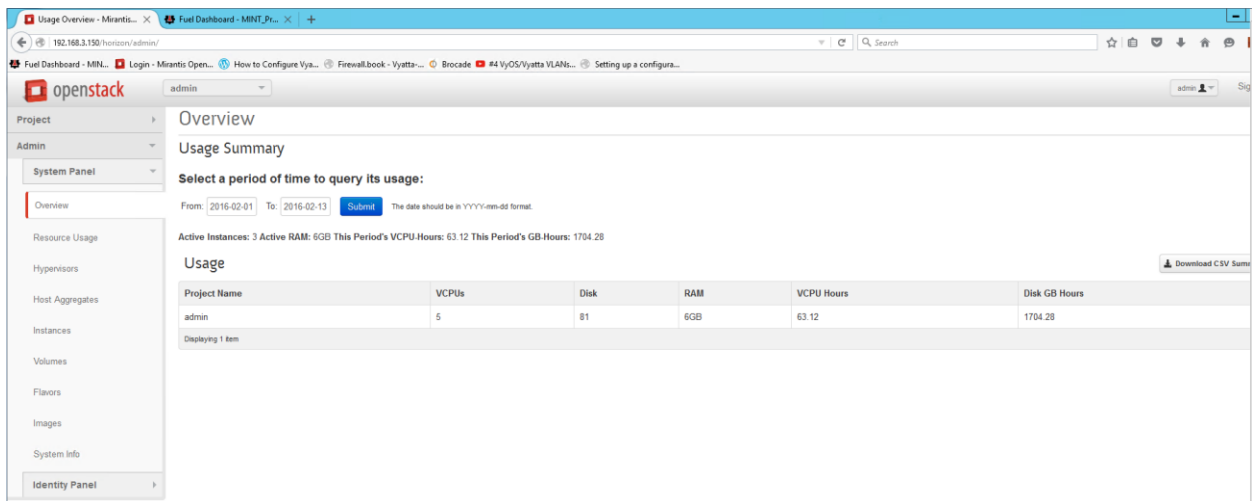 Usage Overview - Mirantis... × Fuel Dashboard - MINT_Pr... × +
192.168.3.150/horizon/admin/ Search
Fuel Dashboard - MIN... Login - Mirantis Open... How to Configure Vya... Firewall.book - Vyatta-... Brocade #4 VyOS/Vyatta VLANs... Setting up a configura...
openstack admin admin Sig
Project
Admin
System Panel
Overview
Resource Usage
Hypervisors
Host Aggregates
Instances
Volumes
Flavors
Images
System Info
Identity Panel
Overview
Usage Summary
Select a period of time to query its usage:
From: 2016-02-01 To: 2016-02-13 Submit The date should be in YYYY-mm-dd format.
Active Instances: 3 Active RAM: 6GB This Period's VCPU-Hours: 63.12 This Period's GB-Hours: 1704.28
Usage Download CSV Summ
Project Name VCPUs Disk RAM VCPU Hours Disk GB Hours
admin 5 81 6GB 63.12 1704.28
Displaying 1 item